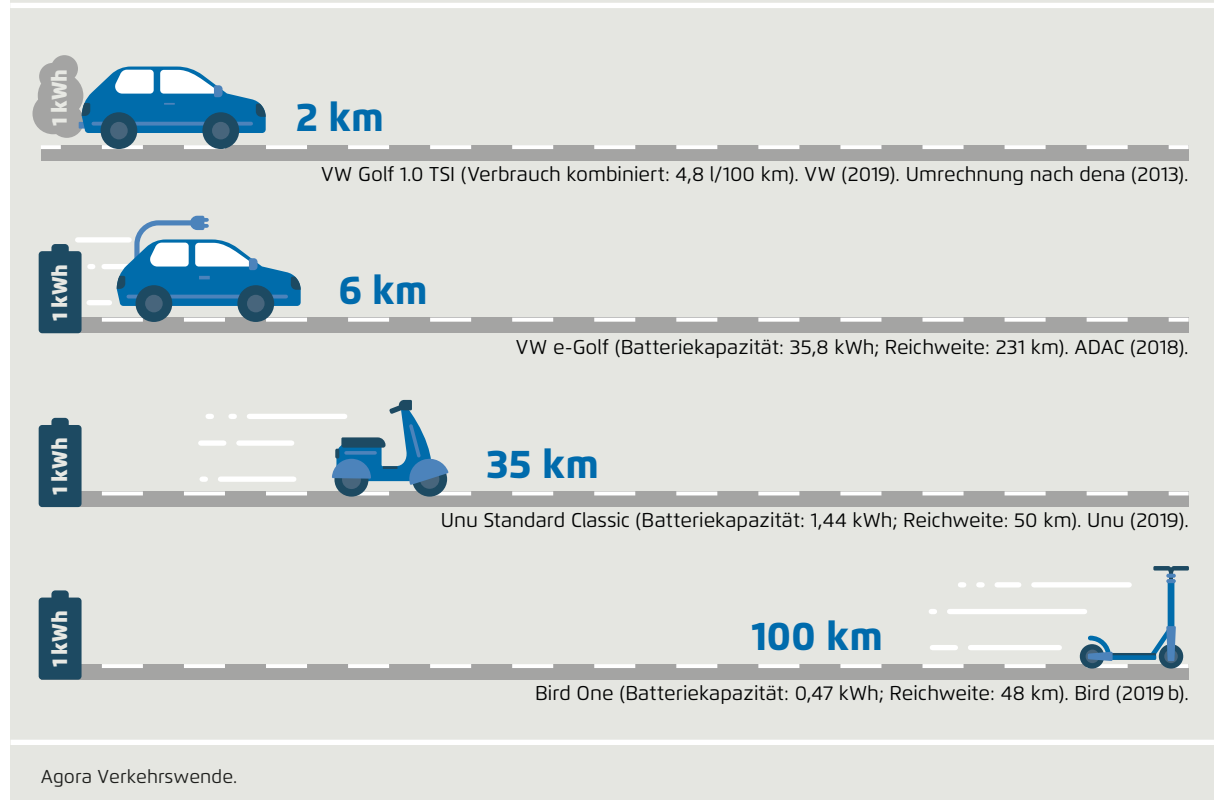 1 kWh
2 km
VW Golf 1.0 TSI (Verbrauch kombiniert: 4,8 l/100 km). VW (2019). Umrechnung nach dena (2013).
1 kWh
6 km
VW e-Golf (Batteriekapazität: 35,8 kWh; Reichweite: 231 km). ADAC (2018).
1 kWh
35 km
Unu Standard Classic (Batteriekapazität: 1,44 kWh; Reichweite: 50 km). Unu (2019).
1 kWh
100 km
Bird One (Batteriekapazität: 0,47 kWh; Reichweite: 48 km). Bird (2019 b).
Agora Verkehrswende.